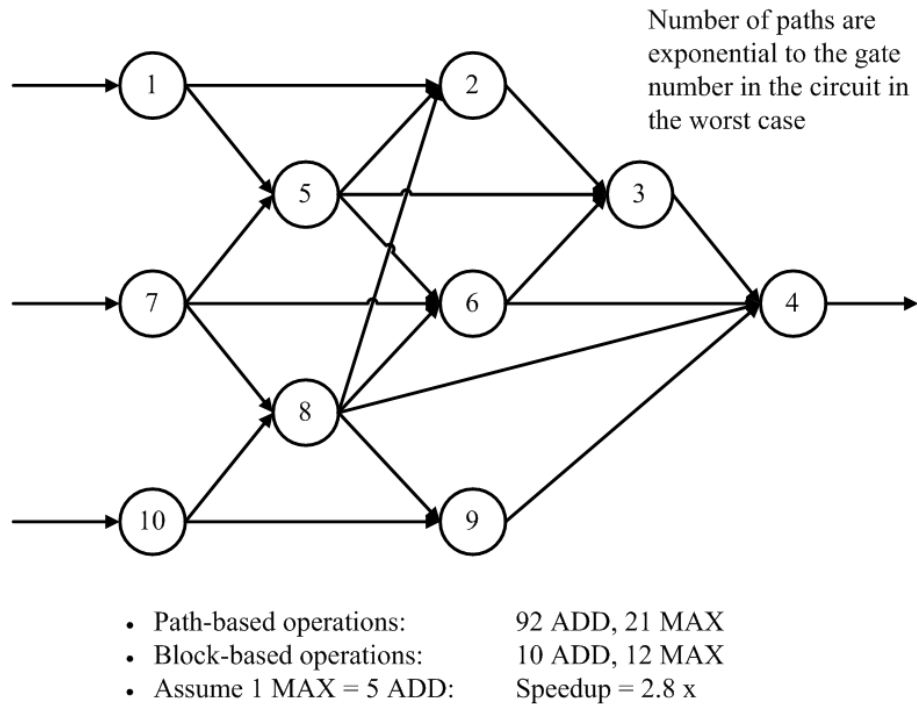 Number of paths are
exponential to the gate
number in the circuit in
the worst case
1
2
5
3
7
6
4
8
10
9
• Path-based operations: 92 ADD, 21 MAX
• Block-based operations: 10 ADD, 12 MAX
• Assume 1 MAX = 5 ADD: Speedup = 2.8 x